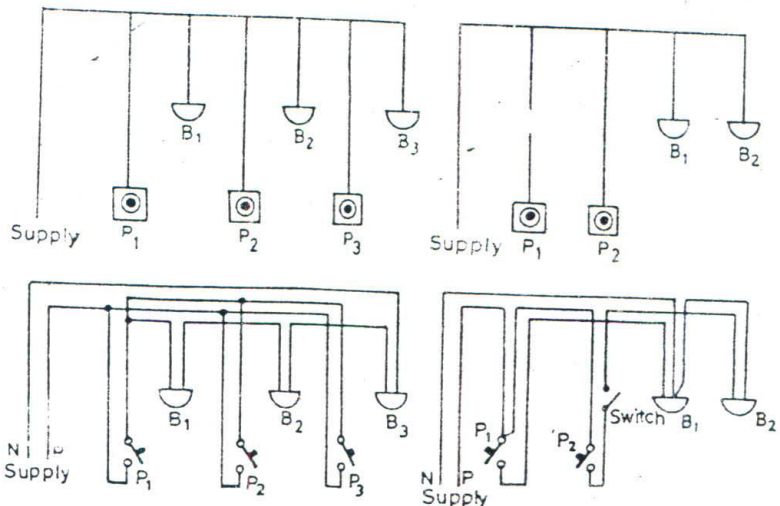 B1 B2 B3
Supply P1 P2 P3
B1 B2
Supply P1 P2
B1 B2 B3
N P
Supply P1 P2 P3
Switch B1 B2
P1 P2
N P
Supply